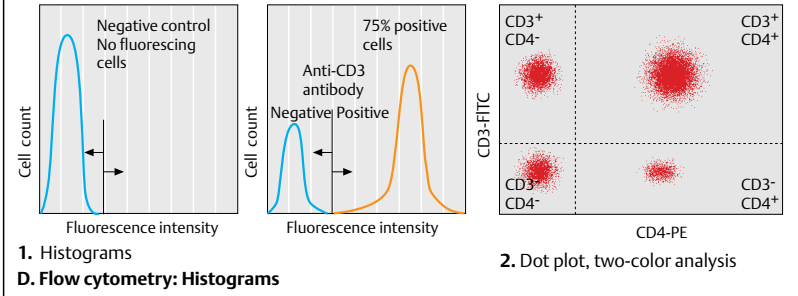 Negative control
No fluorescing
cells
Cell count
Fluorescence intensity
75% positive
cells
Anti-CD3
antibody
Negative Positive
Cell count
Fluorescence intensity
1. Histograms
D. Flow cytometry: Histograms
CD3+
CD4-
CD3+
CD4+
CD3-FITC
CD3-
CD4-
CD3-
CD4+
CD4-PE
2. Dot plot, two-color analysis